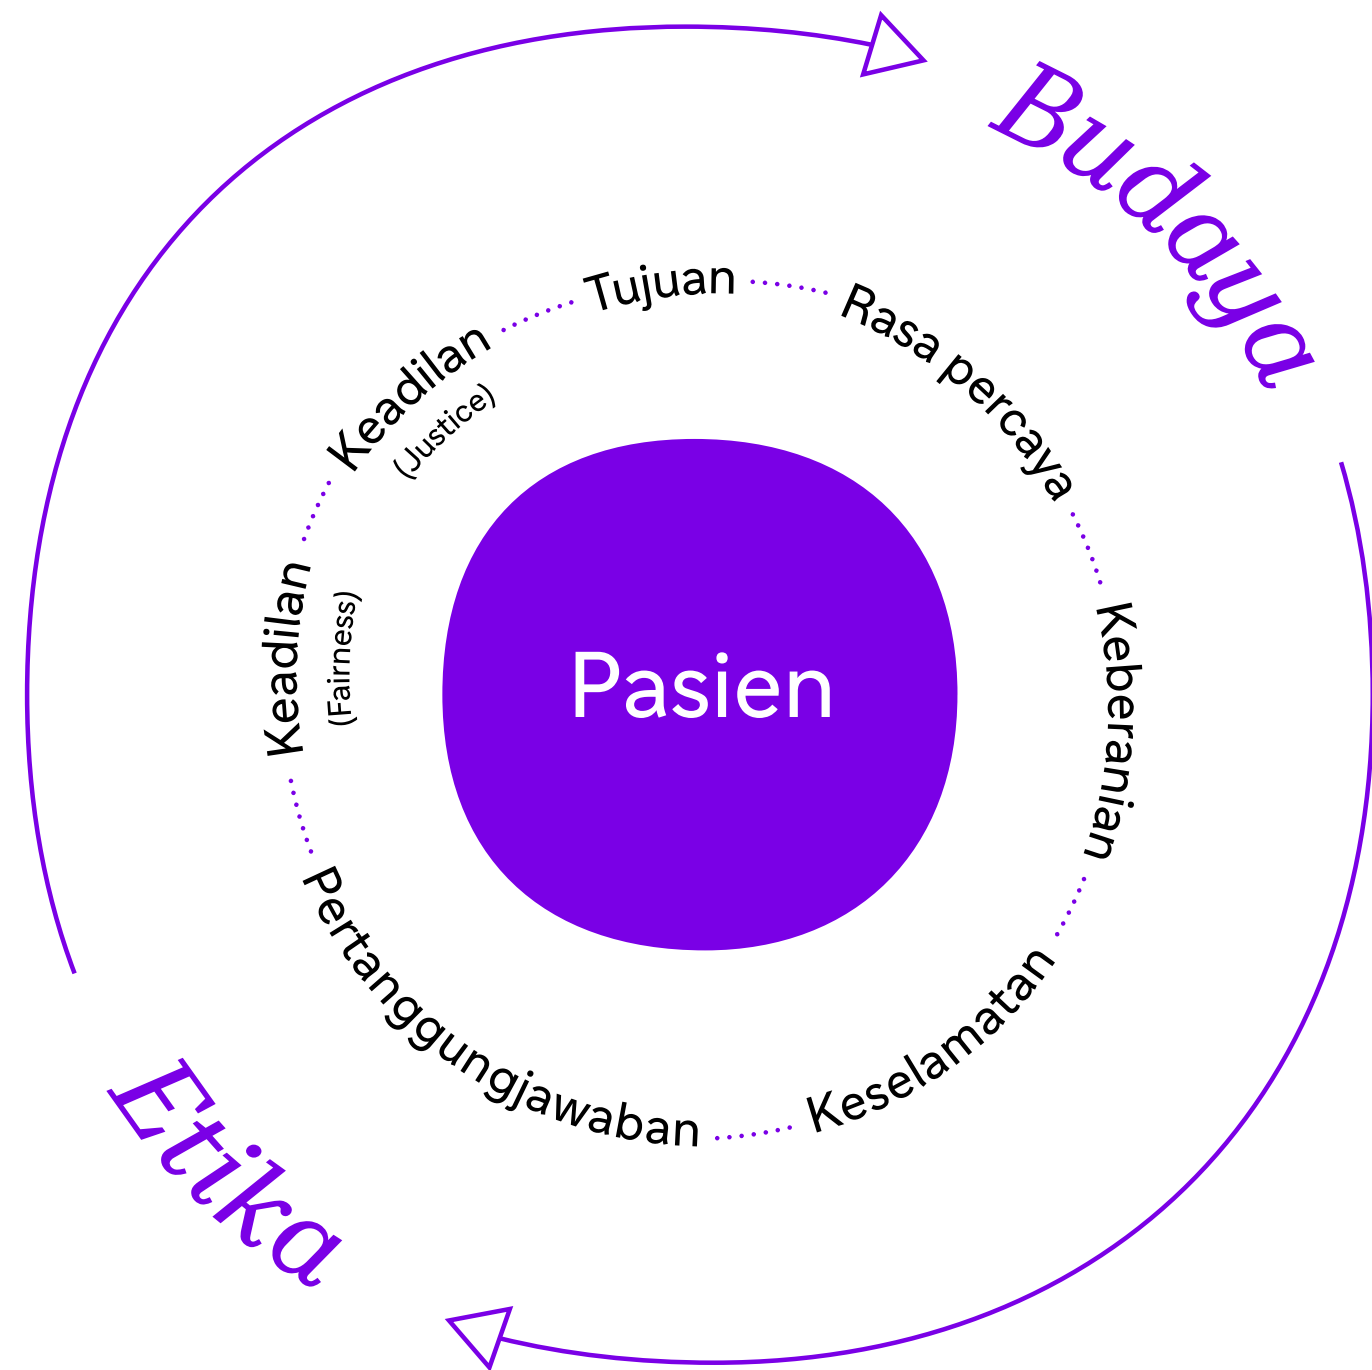 Budaya
Tujuan
Rasa percaya
Keberanian
Keselamatan
Pertanggungjawaban
Keadilan
(Fairness)
Keadilan
(Justice)
Pasien
Etika